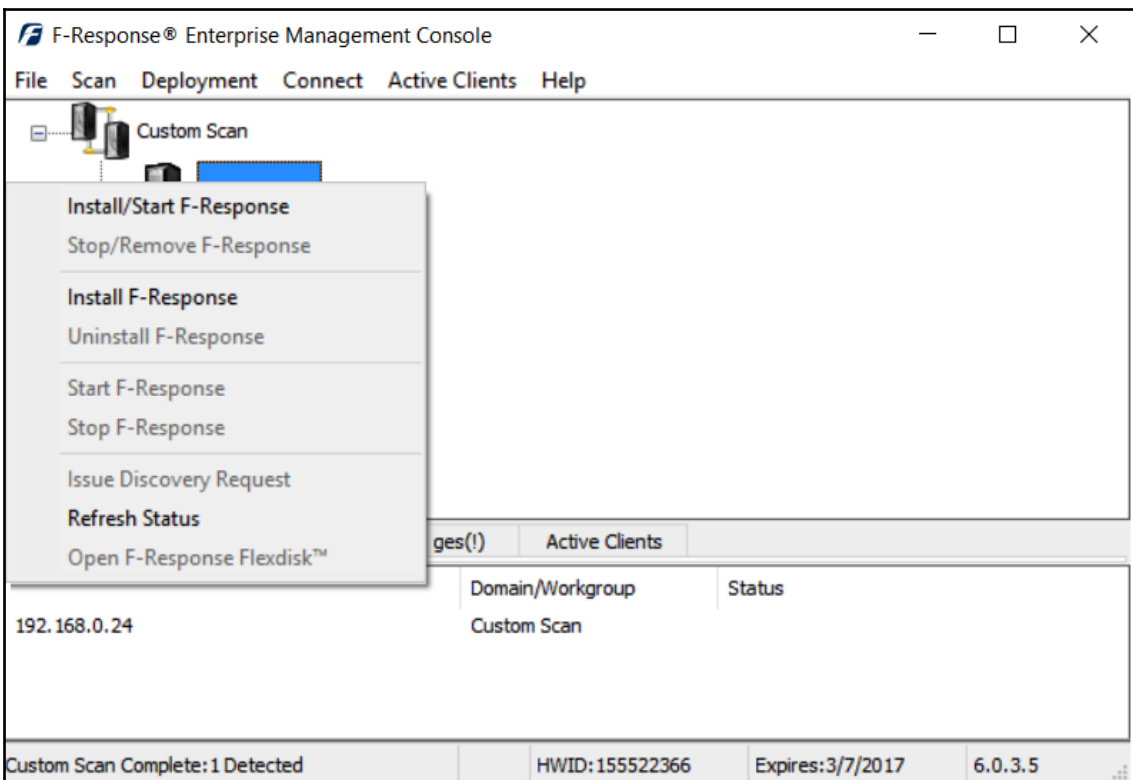 F-Response® Enterprise Management Console
File Scan Deployment Connect Active Clients Help
Custom Scan
Install/Start F-Response
Stop/Remove F-Response
Install F-Response
Uninstall F-Response
Start F-Response
Stop F-Response
Issue Discovery Request
Refresh Status
Open F-Response Flexdisk™
ges(!) Active Clients
Domain/Workgroup Status
192.168.0.24 Custom Scan
Custom Scan Complete:1 Detected HWID:155522366 Expires:3/7/2017 6.0.3.5